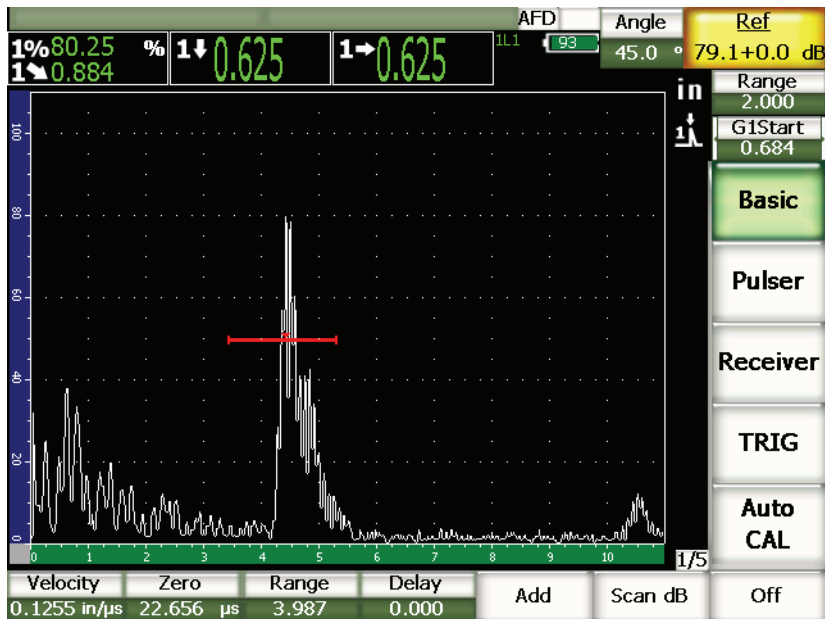 AFD Angle Ref
1%80.25 % 1 0.625 1 0.625 1L1 93 45.0 ° 79.1+0.0 dB
1 0.884
in Range
2.000
1 G1Start
0.684
Basic
Pulser
Receiver
TRIG
Auto
CAL
100
80
60
40
20
0
0 1 2 3 4 5 6 7 8 9 10 1/5
Velocity Zero Range Delay Add Scan dB Off
0.1255 in/µs 22.656 µs 3.987 0.000